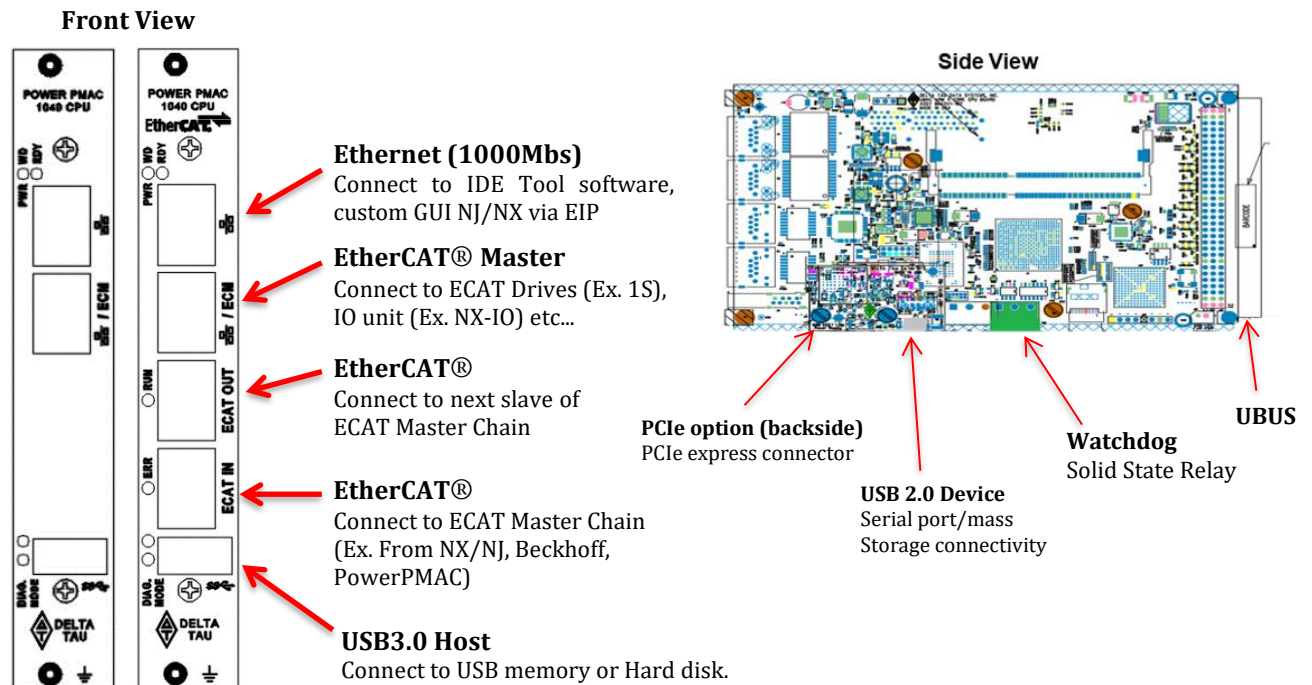 Front View
POWER PMAC
1040 CPU
WD
RDY
PWR
/ ECM
DIAG.
MODE
DELTA
TAU
POWER PMAC
1040 CPU
EtherCAT
WD
RDY
PWR
/ ECM
RUN
ECAT OUT
ERR
ECAT IN
DIAG.
MODE
DELTA
TAU
Ethernet (1000Mbs)
Connect to IDE Tool software,
custom GUI NJ/NX via EIP
EtherCAT® Master
Connect to ECAT Drives (Ex. 1S),
IO unit (Ex. NX-IO) etc...
EtherCAT®
Connect to next slave of
ECAT Master Chain
EtherCAT®
Connect to ECAT Master Chain
(Ex. From NX/NJ, Beckhoff,
PowerPMAC)
USB3.0 Host
Connect to USB memory or Hard disk.
Side View
BARCODE
PCIe option (backside)
PCIe express connector
USB 2.0 Device
Serial port/mass
Storage connectivity
Watchdog
Solid State Relay
UBUS